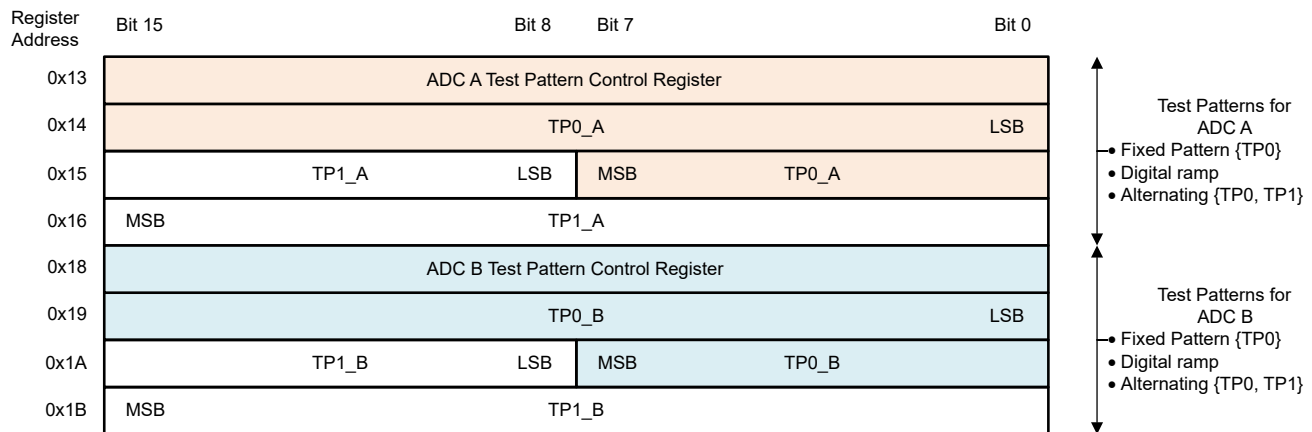 Register Address Bit 15 Bit 8 Bit 7 Bit 0
0x13 ADC A Test Pattern Control Register
0x14 TP0_A LSB
0x15 TP1_A LSB MSB TP0_A
0x16 MSB TP1_A
0x18 ADC B Test Pattern Control Register
0x19 TP0_B LSB
0x1A TP1_B LSB MSB TP0_B
0x1B MSB TP1_B
Test Patterns for
ADC A
• Fixed Pattern {TP0}
• Digital ramp
• Alternating {TP0, TP1}
Test Patterns for
ADC B
• Fixed Pattern {TP0}
• Digital ramp
• Alternating {TP0, TP1}